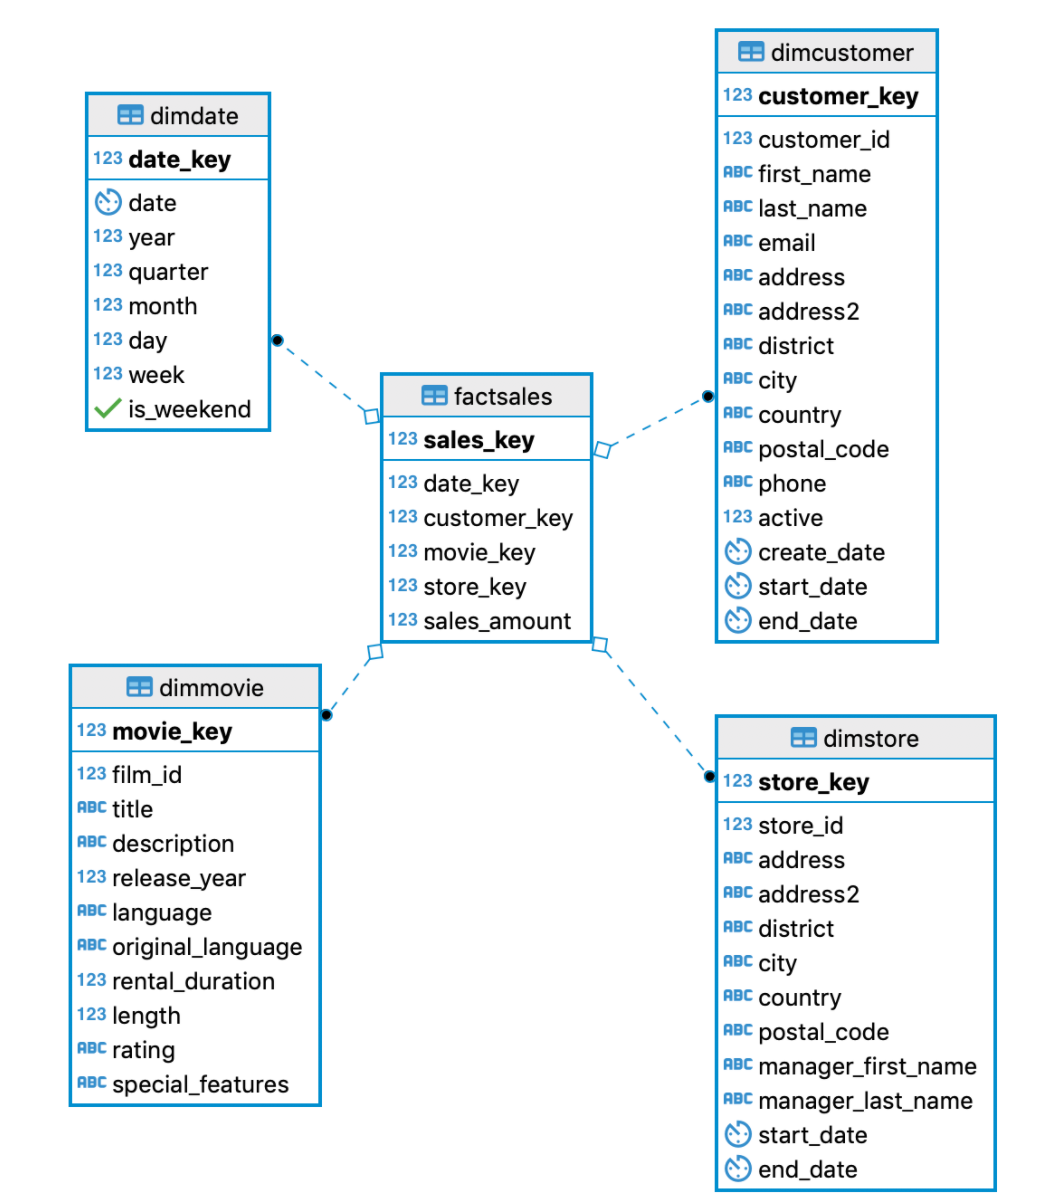 dimdate
123 date_key
date
123 year
123 quarter
123 month
123 day
123 week
is_weekend
dimcustomer
123 customer_key
123 customer_id
ABC first_name
ABC last_name
ABC email
ABC address
ABC address2
ABC district
ABC city
ABC country
ABC postal_code
ABC phone
123 active
create_date
start_date
end_date
factsales
123 sales_key
123 date_key
123 customer_key
123 movie_key
123 store_key
123 sales_amount
dimmovie
123 movie_key
123 film_id
ABC title
ABC description
123 release_year
ABC language
ABC original_language
123 rental_duration
123 length
ABC rating
ABC special_features
dimstore
123 store_key
123 store_id
ABC address
ABC address2
ABC district
ABC city
ABC country
ABC postal_code
ABC manager_first_name
ABC manager_last_name
start_date
end_date